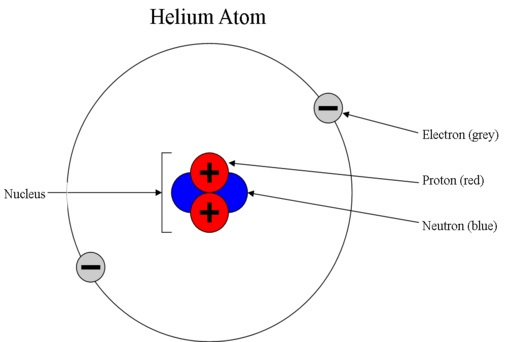 Helium Atom
Electron (grey)
Proton (red)
Nucleus
Neutron (blue)